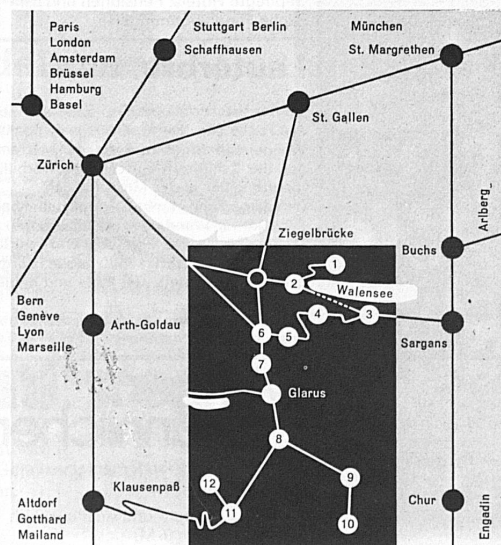 Paris
London
Amsterdam
Brüssel
Hamburg
Basel
Stuttgart Berlin
Schaffhausen
München
St. Margrethen
St. Gallen
Zürich
Arlberg
Ziegelbrücke
Buchs
1
2
Walensee
Bern
Genève
Lyon
Marseille
Arth-Goldau
3
4
5
6
Sargans
7
Glarus
8
Klausenpaß
12
9
11
10
Altdorf
Gotthard
Mailand
Chur
Engadin